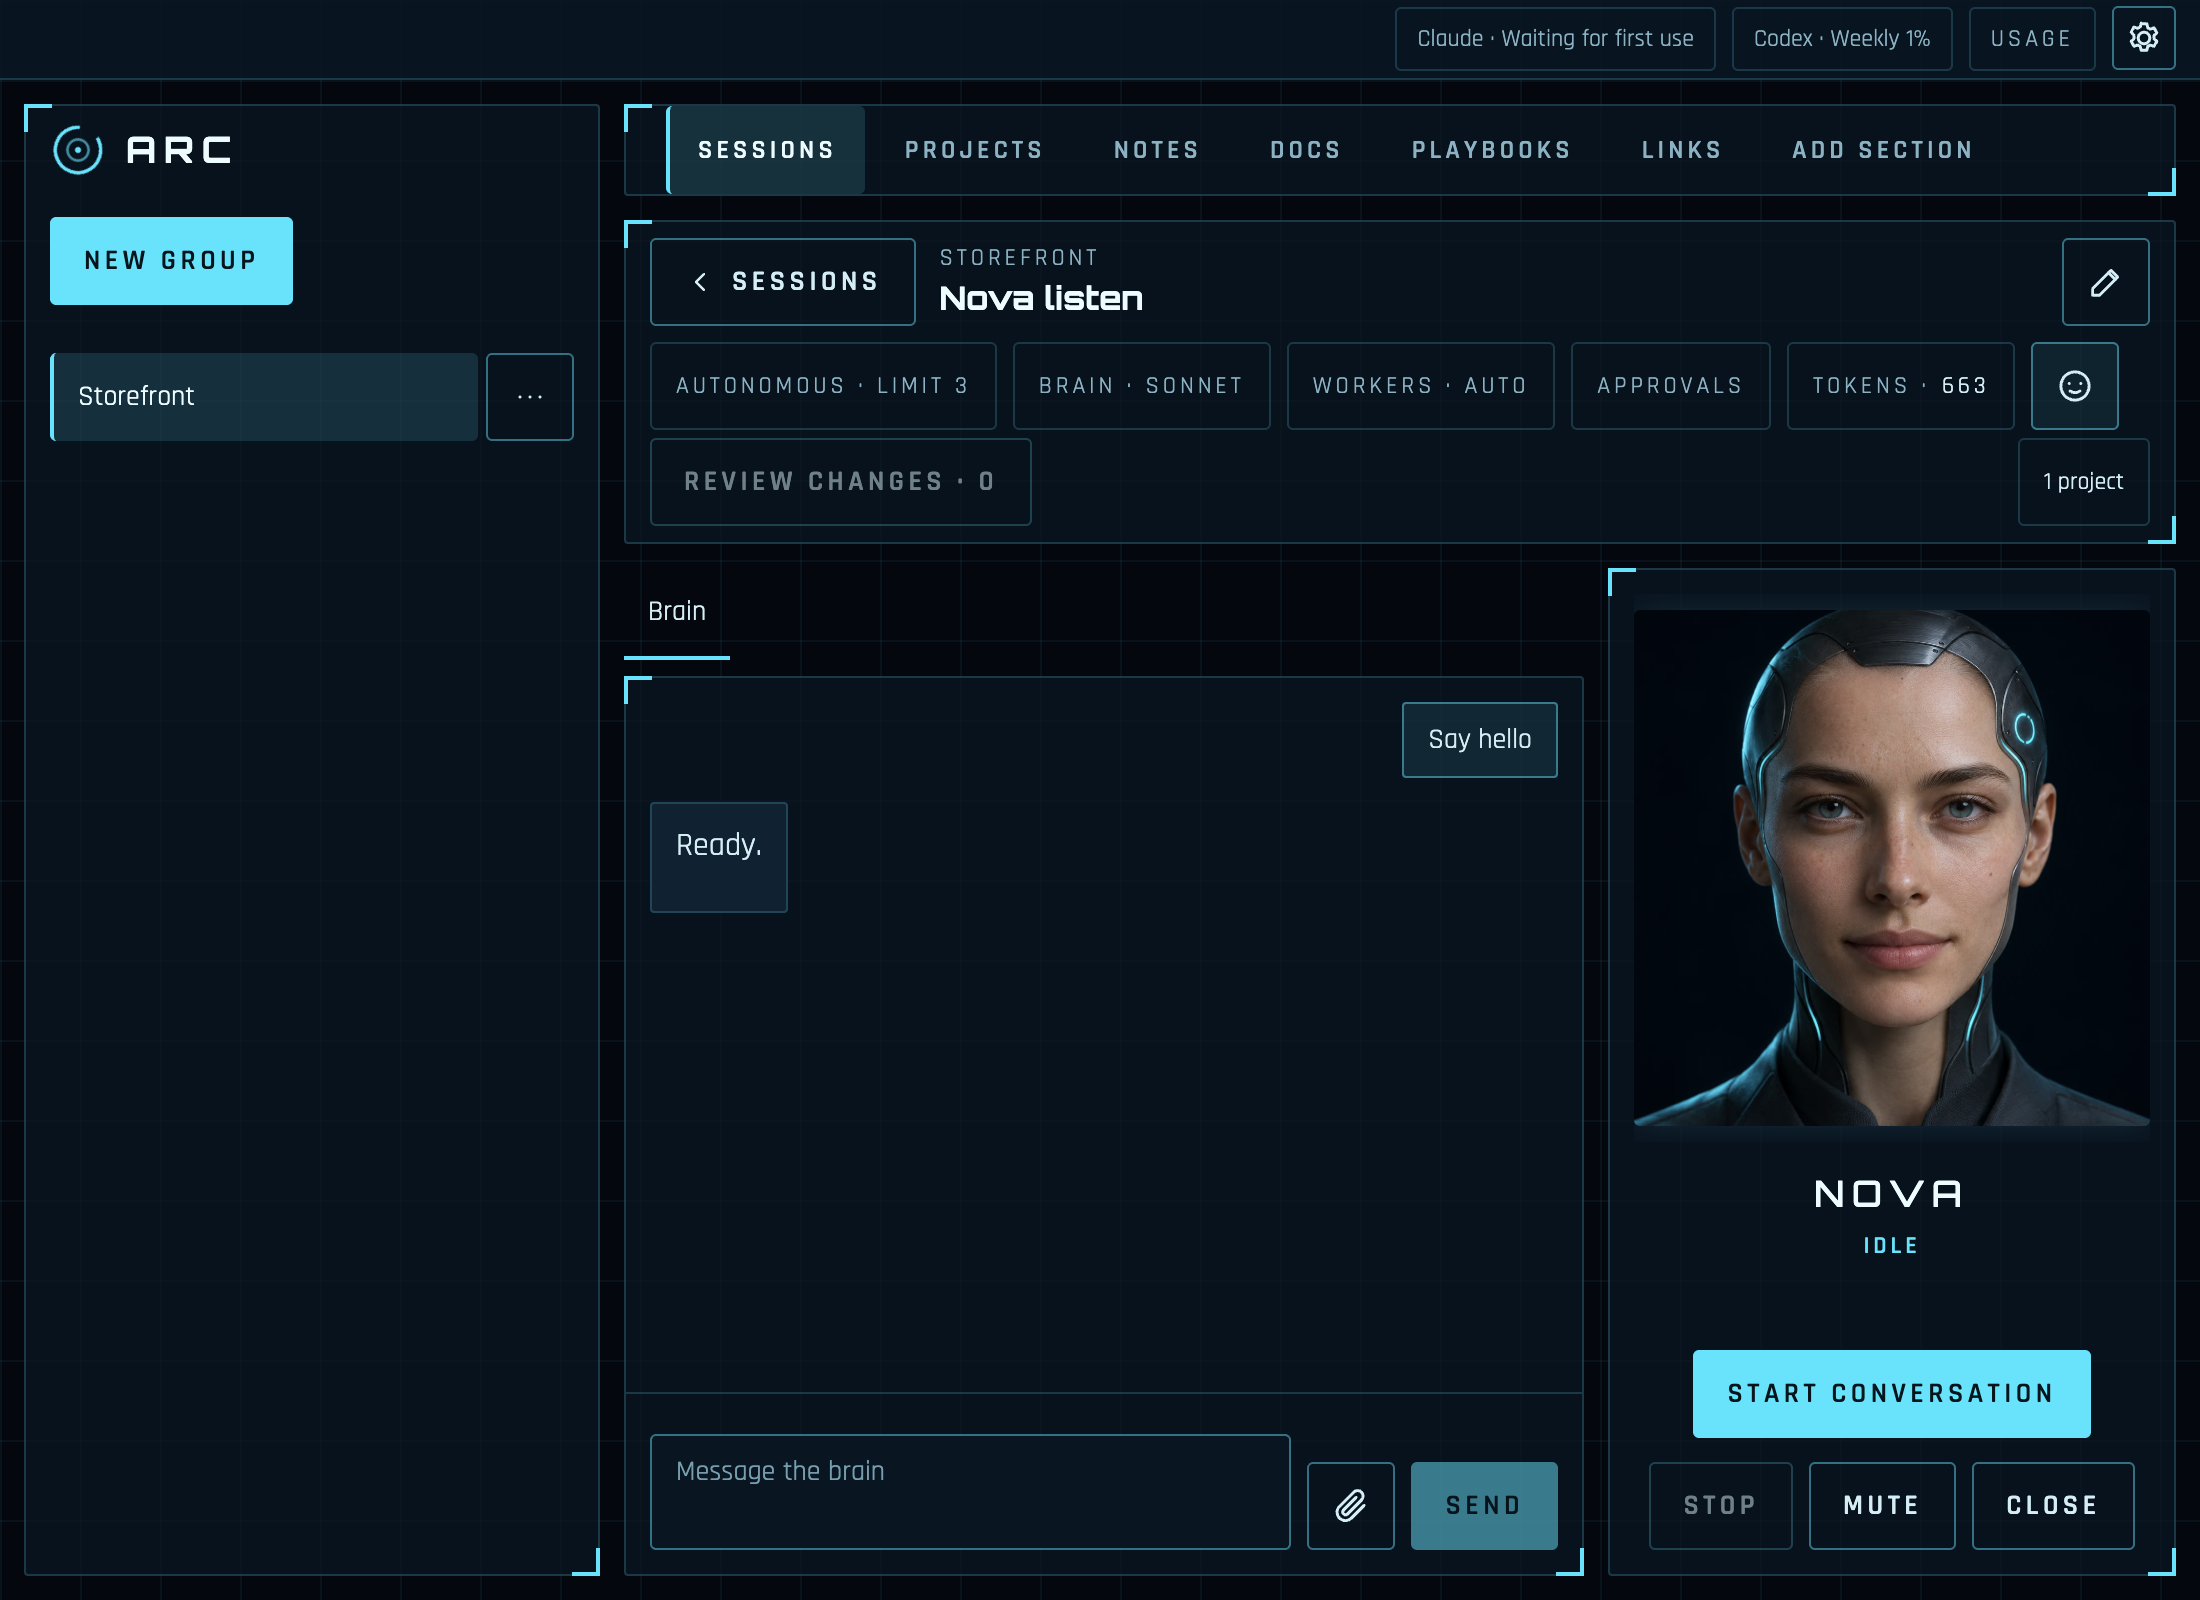 Claude · Waiting for first use
Codex · Weekly 1%
USAGE
ARC
NEW GROUP
Storefront
...
SESSIONS
PROJECTS
NOTES
DOCS
PLAYBOOKS
LINKS
ADD SECTION
SESSIONS
STOREFRONT
Nova listen
AUTONOMOUS · LIMIT 3
BRAIN · SONNET
WORKERS · AUTO
APPROVALS
TOKENS · 663
REVIEW CHANGES · 0
1 project
Brain
Say hello
Ready.
Message the brain
SEND
NOVA
IDLE
START CONVERSATION
STOP
MUTE
CLOSE